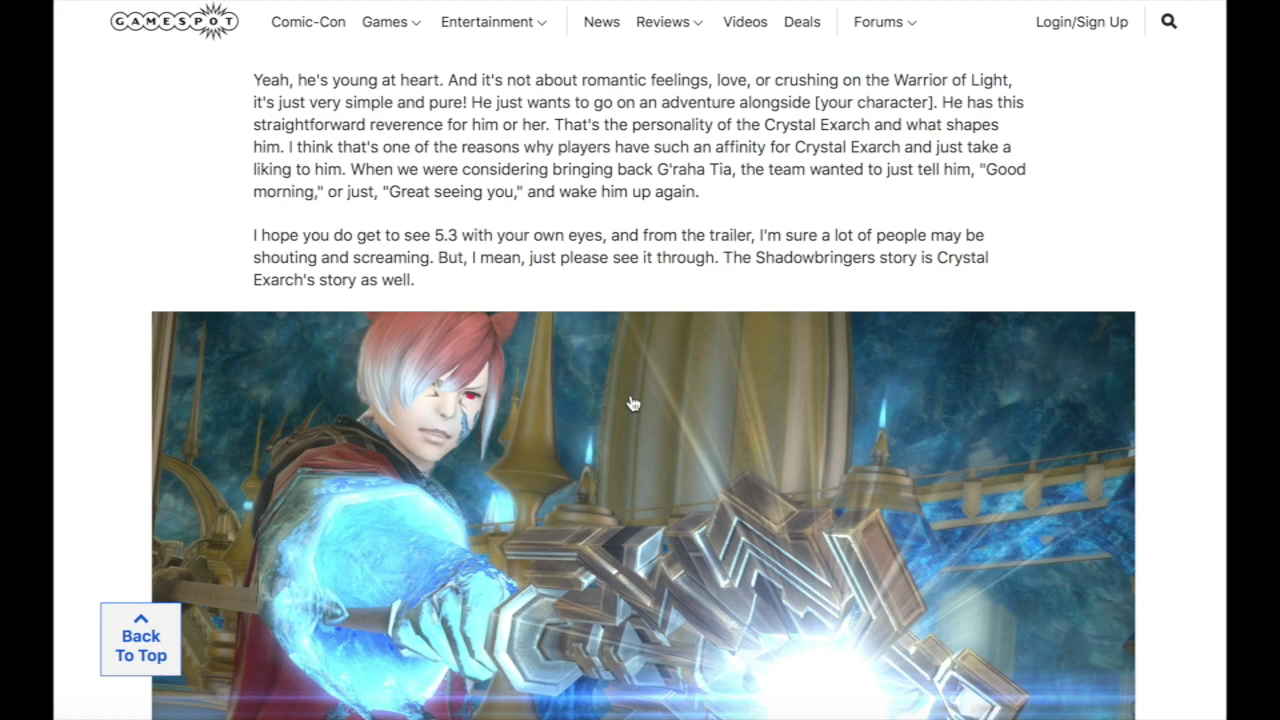 GAMESPOT Comic-Con Games Entertainment News Reviews Videos Deals Forums Login/Sign Up
Yeah, he's young at heart. And it's not about romantic feelings, love, or crushing on the Warrior of Light,
it's just very simple and pure! He just wants to go on an adventure alongside [your character]. He has this
straightforward reverence for him or her. That's the personality of the Crystal Exarch and what shapes
him. I think that's one of the reasons why players have such an affinity for Crystal Exarch and just take a
liking to him. When we were considering bringing back G'raha Tia, the team wanted to just tell him, "Good
morning," or just, "Great seeing you," and wake him up again.
I hope you do get to see 5.3 with your own eyes, and from the trailer, I'm sure a lot of people may be
shouting and screaming. But, I mean, just please see it through. The Shadowbringers story is Crystal
Exarch's story as well.
Back
To Top